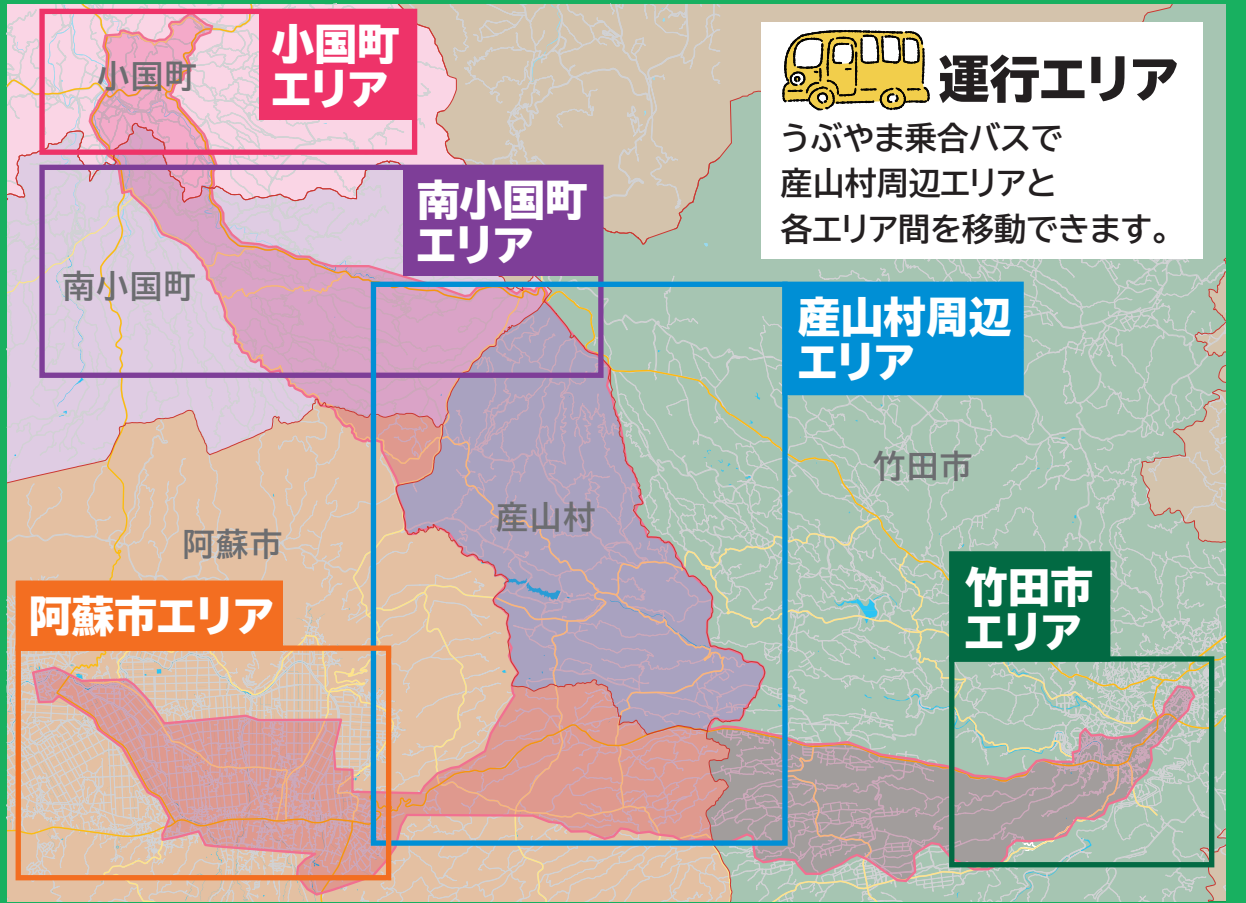 小国町
エリア
小国町
運行エリア
うぶやま乗合バスで
産山村周辺エリアと
各エリア間を移動できます。
南小国町
エリア
南小国町
産山村周辺
エリア
竹田市
産山村
阿蘇市
竹田市
エリア
阿蘇市エリア